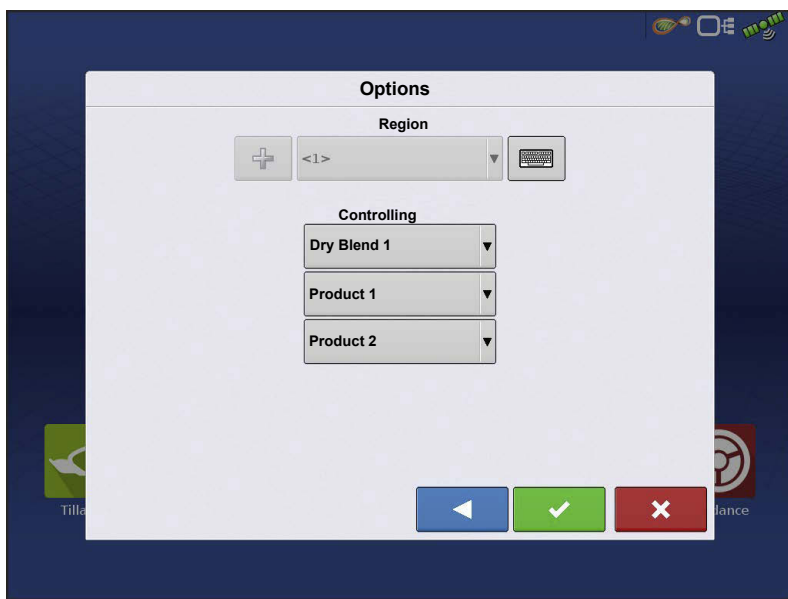 Options
Region
<1>
Controlling
Dry Blend 1
Product 1
Product 2
Tilla
dance